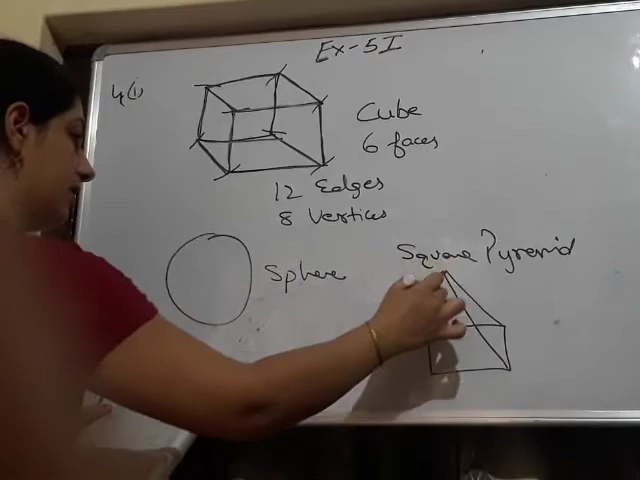 Ex-5I
4(i)
Cube
6 faces
12 Edges
8 Vertices
Sphere
Square Pyramid